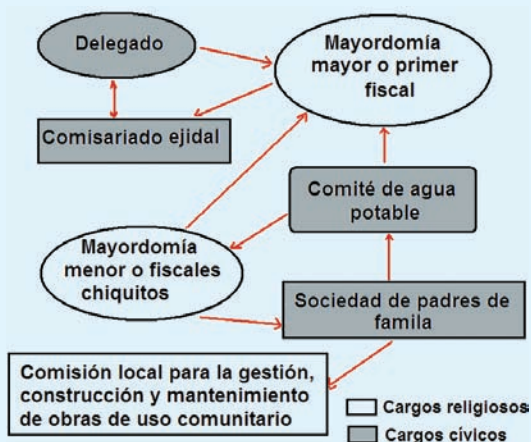 Delegado
Mayordomía
mayor o primer
fiscal
Comisariado ejidal
Comité de agua
potable
Mayordomía
menor o fiscales
chiquitos
Sociedad de padres de
famila
Comisión local para la gestión,
construcción y mantenimiento
de obras de uso comunitario
Cargos religiosos
Cargos cívicos